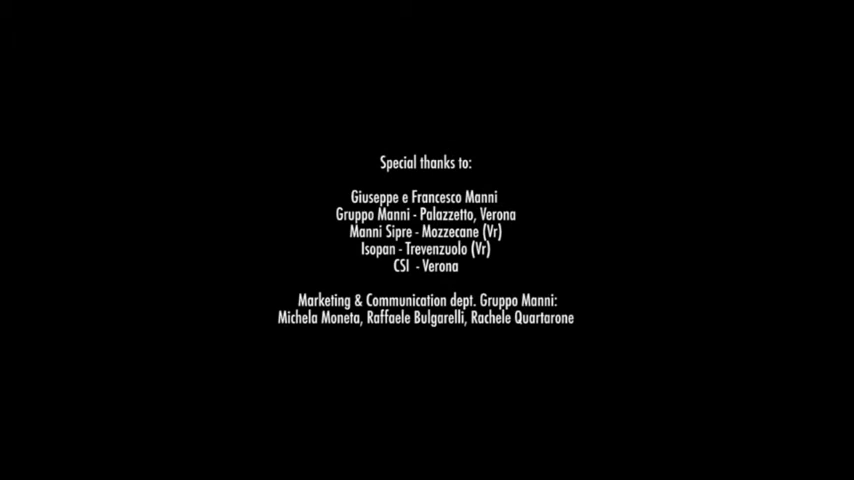 Special thanks to:
Giuseppe e Francesco Manni
Gruppo Manni - Palazzetto, Verona
Manni Sipre - Mozzecane (Vr)
Isopan - Trevenzuolo (Vr)
CSI - Verona
Marketing & Communication dept. Gruppo Manni:
Michela Moneta, Raffaele Bulgarelli, Rachele Quartarone